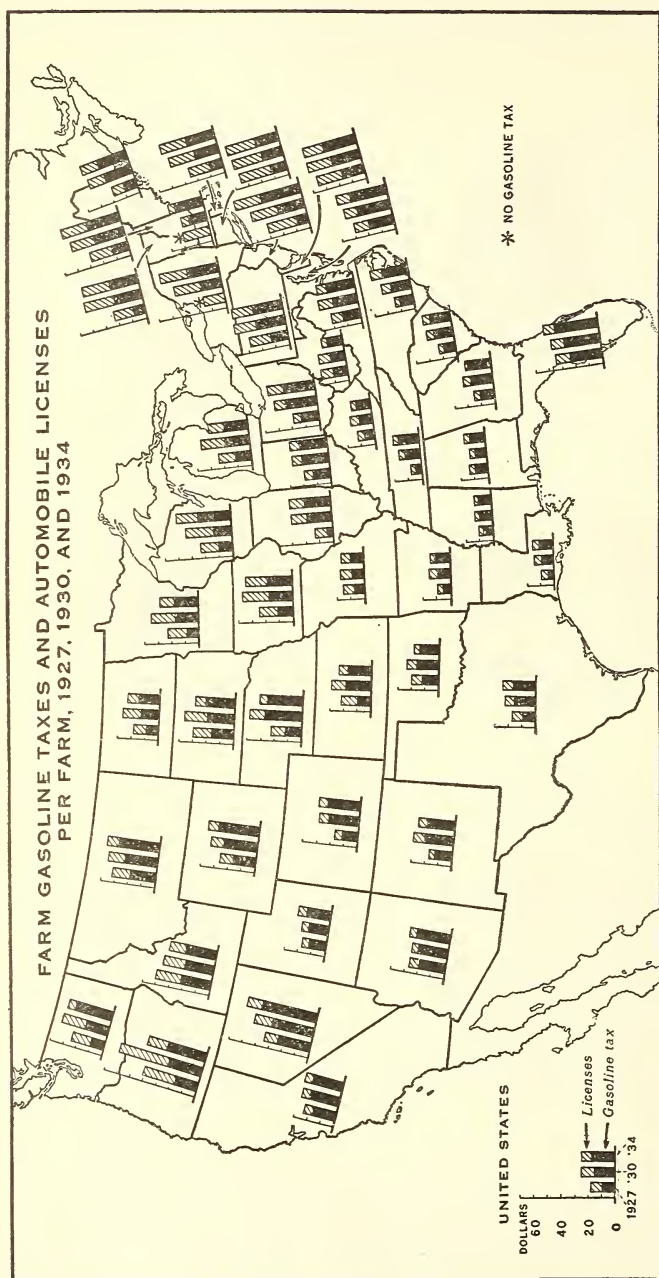 FARM GASOLINE TAXES AND AUTOMOBILE LICENSES
PER FARM, 1927, 1930, AND 1934
* NO GASOLINE TAX
UNITED STATES
DOLLARS
60
40
20
0
Licenses
Gasoline tax
1927 '30 '34